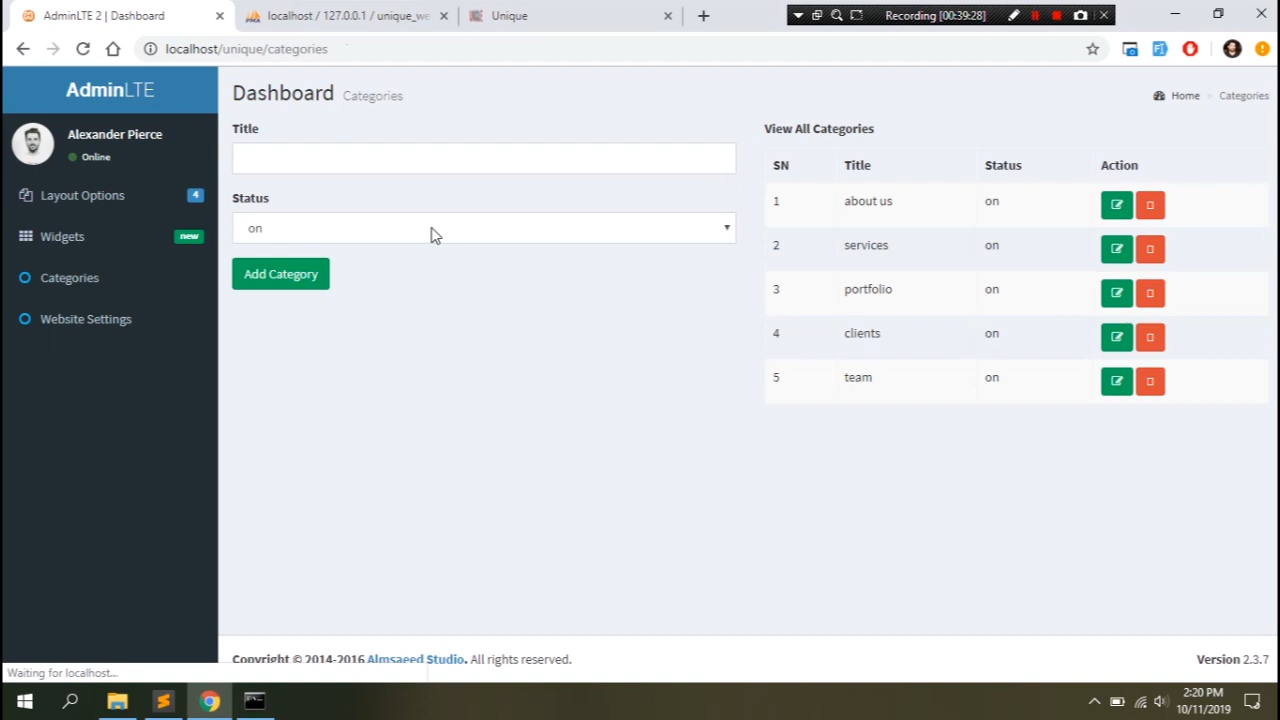 AdminLTE 2 | Dashboard
localhost / 127.0.0.1 / unique_we
Unique
Recording [00:39:28]
localhost/unique/categories
AdminLTE
Alexander Pierce
Online
Layout Options 4
Widgets new
Categories
Website Settings
Dashboard Categories
Home > Categories
Title
Status
on
Add Category
View All Categories
SN Title Status Action
1 about us on
2 services on
3 portfolio on
4 clients on
5 team on
Copyright © 2014-2016 Almsaeed Studio. All rights reserved.
Version 2.3.7
Waiting for localhost...
2:20 PM
10/11/2019